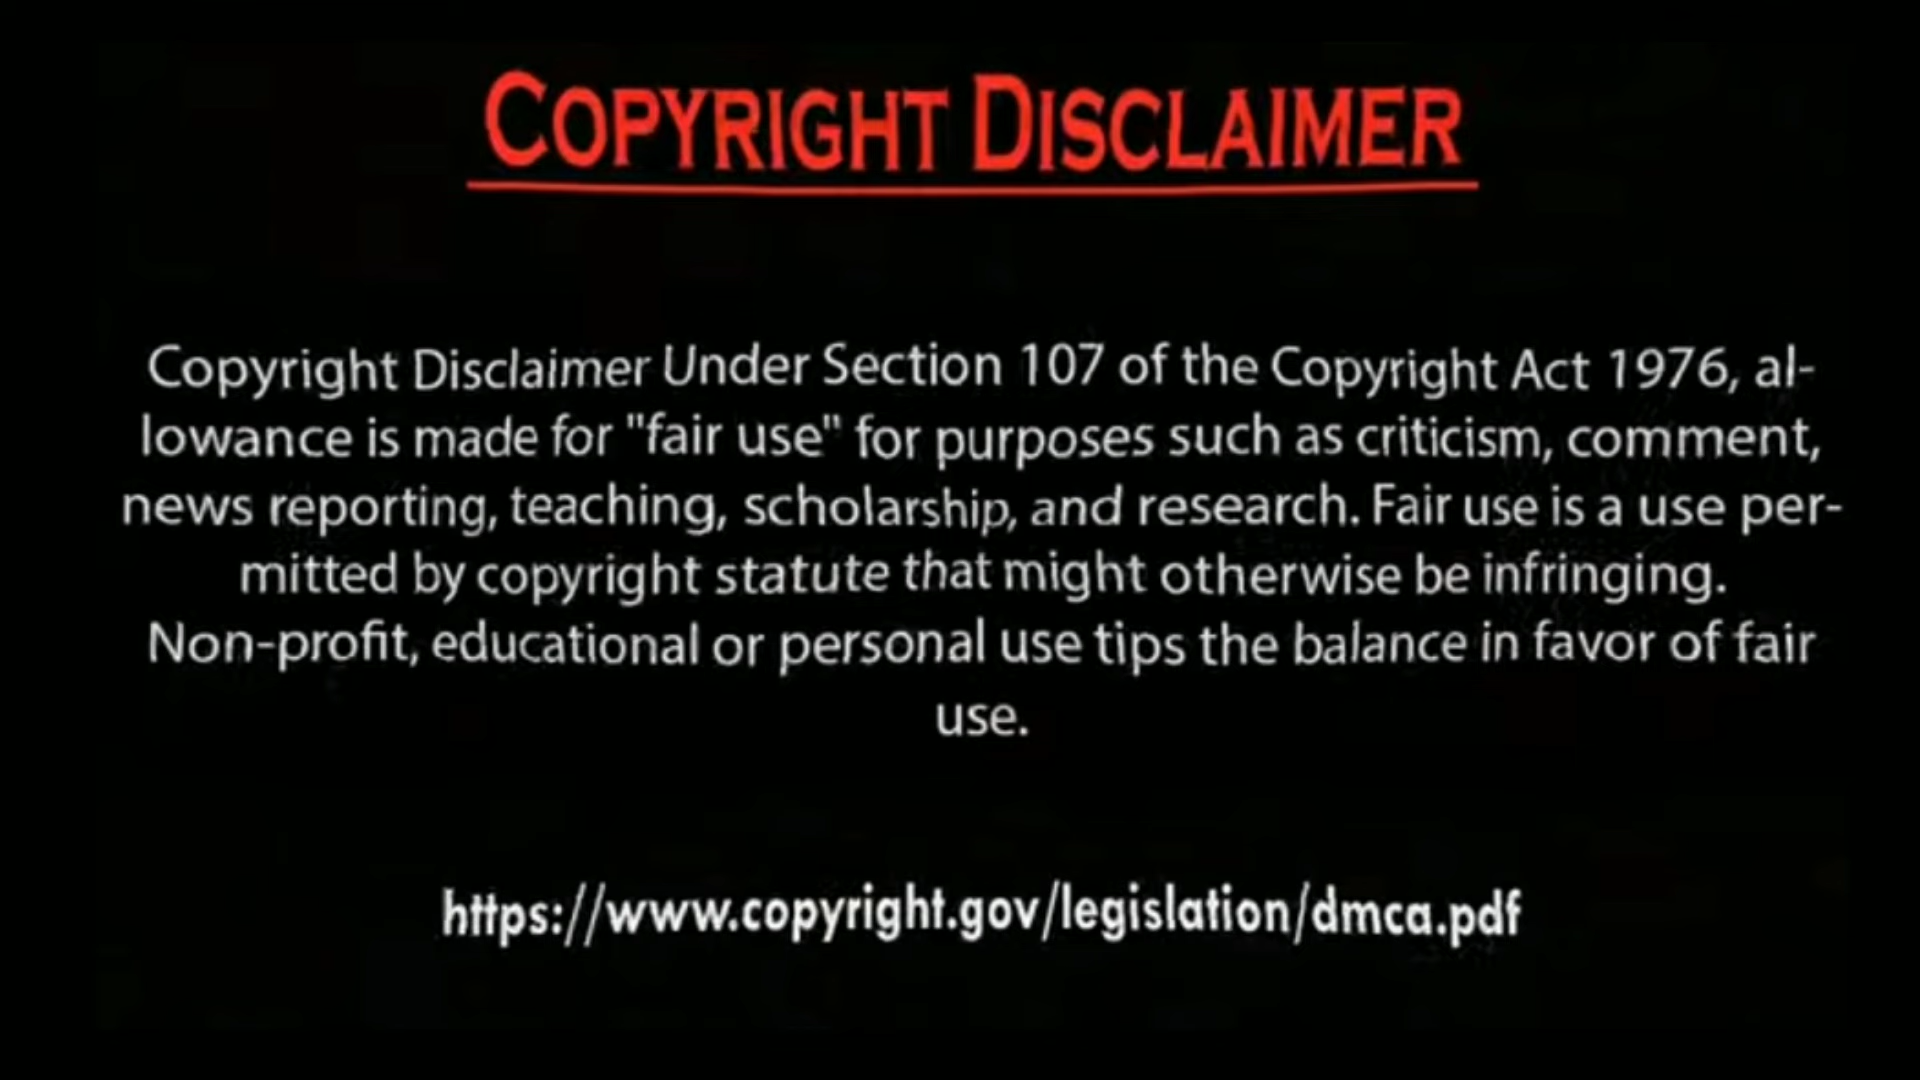 COPYRIGHT DISCLAIMER
Copyright Disclaimer Under Section 107 of the Copyright Act 1976, al-
lowance is made for "fair use" for purposes such as criticism, comment,
news reporting, teaching, scholarship, and research. Fair use is a use per-
mitted by copyright statute that might otherwise be infringing.
Non-profit, educational or personal use tips the balance in favor of fair
use.
https://www.copyright.gov/legislation/dmca.pdf